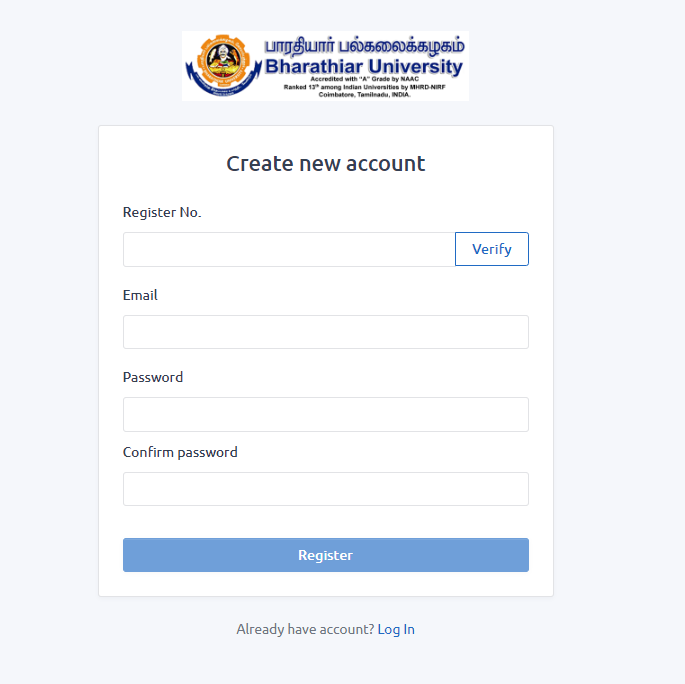 பாரதியார் பல்கலைக்கழகம்
Bharathiar University
Accredited with "A" Grade by NAAC
Ranked 13th among Indian Universities by MHRD-NIRF
Coimbatore, Tamilnadu, INDIA.
Create new account
Register No.
Verify
Email
Password
Confirm password
Register
Already have account? Log In